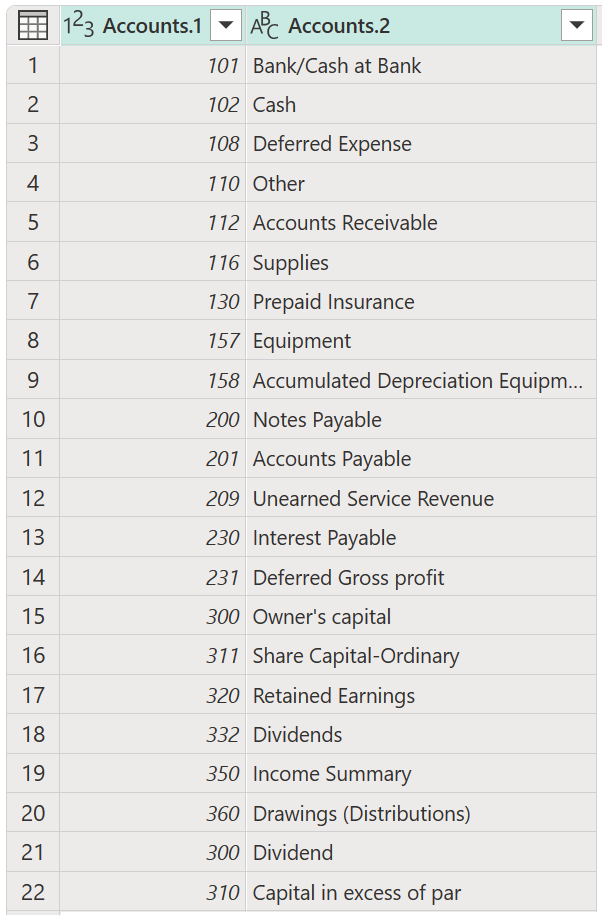 123 Accounts.1 ABC Accounts.2
1 101 Bank/Cash at Bank
2 102 Cash
3 108 Deferred Expense
4 110 Other
5 112 Accounts Receivable
6 116 Supplies
7 130 Prepaid Insurance
8 157 Equipment
9 158 Accumulated Depreciation Equipm...
10 200 Notes Payable
11 201 Accounts Payable
12 209 Unearned Service Revenue
13 230 Interest Payable
14 231 Deferred Gross profit
15 300 Owner's capital
16 311 Share Capital-Ordinary
17 320 Retained Earnings
18 332 Dividends
19 350 Income Summary
20 360 Drawings (Distributions)
21 300 Dividend
22 310 Capital in excess of par